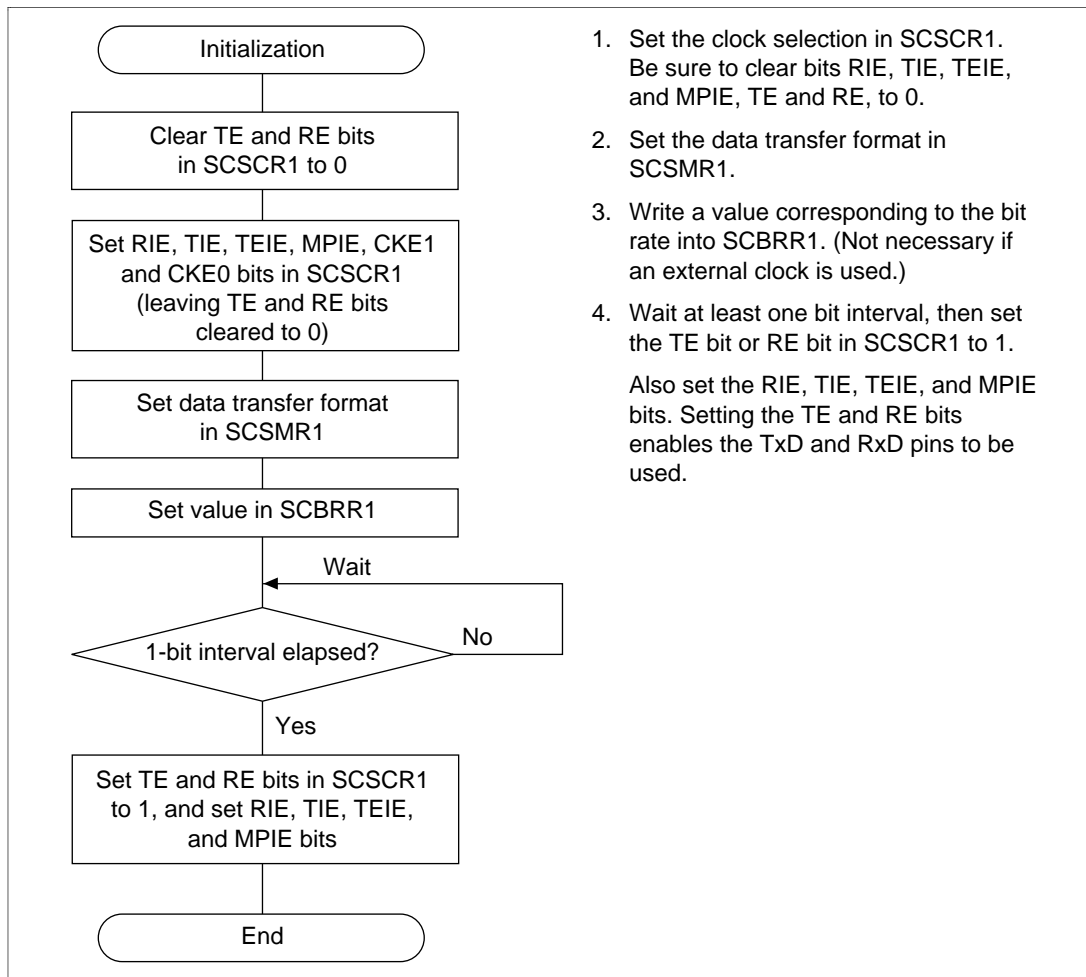 Initialization
Clear TE and RE bits
in SCSCR1 to 0
Set RIE, TIE, TEIE, MPIE, CKE1
and CKE0 bits in SCSCR1
(leaving TE and RE bits
cleared to 0)
Set data transfer format
in SCSMR1
Set value in SCBRR1
Wait
1-bit interval elapsed?
No
Yes
Set TE and RE bits in SCSCR1
to 1, and set RIE, TIE, TEIE,
and MPIE bits
End
1. Set the clock selection in SCSCR1.
Be sure to clear bits RIE, TIE, TEIE,
and MPIE, TE and RE, to 0.
2. Set the data transfer format in
SCSMR1.
3. Write a value corresponding to the bit
rate into SCBRR1. (Not necessary if
an external clock is used.)
4. Wait at least one bit interval, then set
the TE bit or RE bit in SCSCR1 to 1.
Also set the RIE, TIE, TEIE, and MPIE
bits. Setting the TE and RE bits
enables the TxD and RxD pins to be
used.